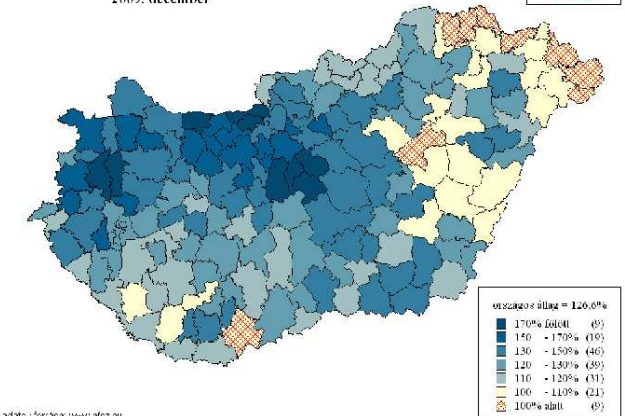 2009. december
országos átlag = 126,6%
170% fölött (9)
150 - 170% (19)
130 - 150% (46)
120 - 130% (39)
110 - 120% (31)
100 - 110% (21)
100% alatt (9)